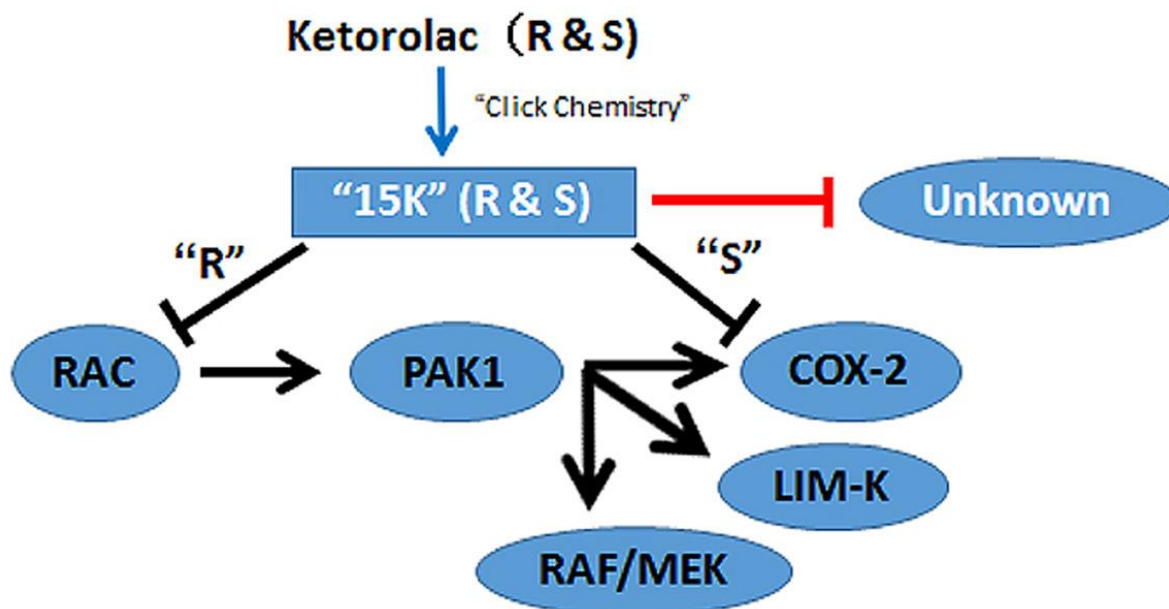 Ketorolac （R & S)
“Click Chemistry”
“15K” (R & S)
Unknown
“R”
“S”
RAC
PAK1
COX-2
LIM-K
RAF/MEK